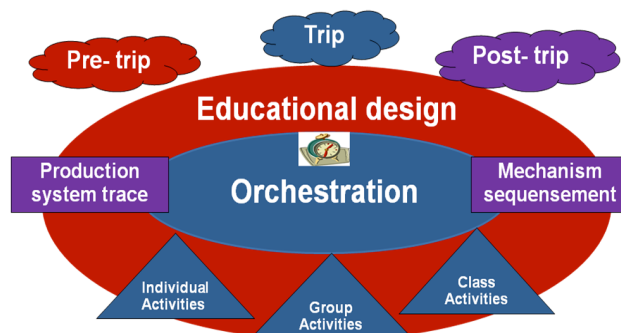 Trip
Pre- trip
Post- trip
Educational design
Production
system trace
Orchestration
Mechanism
sequensement
Individual
Activities
Group
Activities
Class
Activities